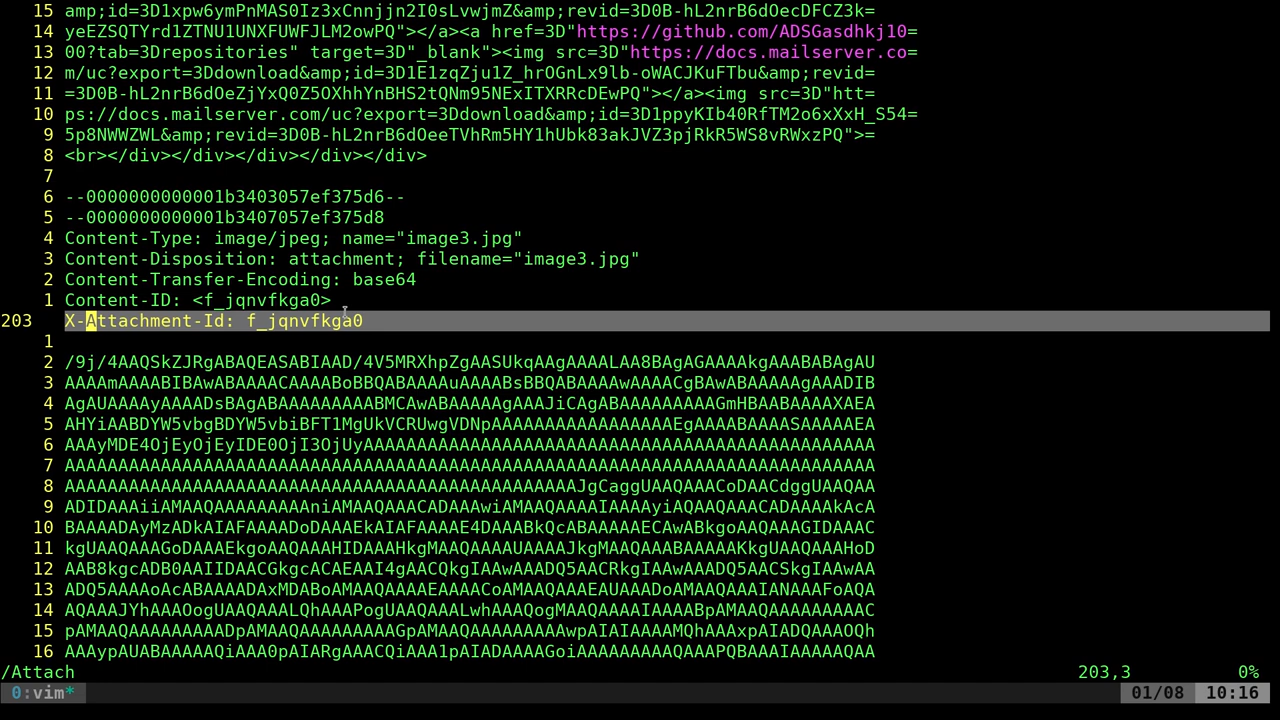 15 amp;id=3D1xpw6ymPnMAS0Iz3xCnnjjn2I0sLvwjmZ&amp;revid=3D0B-hL2nrB6dOecDFCZ3k=
14 yeEZSQTYrd1ZTNU1UNXFUWFJLM2owPQ"></a><a href=3D"https://github.com/ADSGasdhkj10=
13 00?tab=3Drepositories" target=3D"_blank"><img src=3D"https://docs.mailserver.co=
12 m/uc?export=3Ddownload&amp;id=3D1E1zqZju1Z_hrOGnLx9lb-oWACJKuFTbu&amp;revid=
11 =3D0B-hL2nrB6dOeZjYxQ0Z5OXhhYnBHS2tQNm95NExITXRRcDEwPQ"></a><img src=3D"htt=
10 ps://docs.mailserver.com/uc?export=3Ddownload&amp;id=3D1ppyKIb40RfTM2o6xXxH_S54=
9 5p8NWWZWL&amp;revid=3D0B-hL2nrB6dOeeTVhRm5HY1hUbk83akJVZ3pjRkR5WS8vRWxzPQ">=
8 <br></div></div></div></div></div>
7
6 --0000000000001b3403057ef375d6--
5 --0000000000001b3407057ef375d8
4 Content-Type: image/jpeg; name="image3.jpg"
3 Content-Disposition: attachment; filename="image3.jpg"
2 Content-Transfer-Encoding: base64
1 Content-ID: <f_jqnvfkga0>
203 X-Attachment-Id: f_jqnvfkga0
1
2 /9j/4AAQSkZJRgABAQEASABIAAD/4V5MRXhpZgAASUkqAAgAAAALAA8BAgAGAAAAkgAAABABAgAU
3 AAAAmAAAABIBAwABAAAACAAAABoBBQABAAAAuAAAABsBBQABAAAAwAAAACgBAwABAAAAAgAAADIB
4 AgAUAAAAyAAAADsBAgABAAAAAAAAABMCAwABAAAAAgAAAJiCAgABAAAAAAAAAGmHBAABAAAAXAEA
5 AHYiAABDYW5vbgBDYW5vbiBFT1MgUkVCRUwgVDNpAAAAAAAAAAAAAAAAAEgAAAABAAAASAAAAAEA
6 AAAyMDE4OjEyOjEyIDE0OjI3OjUyAAAAAAAAAAAAAAAAAAAAAAAAAAAAAAAAAAAAAAAAAAAAAAAA
7 AAAAAAAAAAAAAAAAAAAAAAAAAAAAAAAAAAAAAAAAAAAAAAAAAAAAAAAAAAAAAAAAAAAAAAAAAAAA
8 AAAAAAAAAAAAAAAAAAAAAAAAAAAAAAAAAAAAAAAAAAAAAAAAJgCaggUAAQAAACoDAACdggUAAQAA
9 ADIDAAAiiAMAAQAAAAAAAAAniAMAAQAAACADAAAwiAMAAQAAAAIAAAAyiAQAAQAAACADAAAAkAcA
10 BAAAADAyMzADkAIAFAAAADoDAAAEkAIAFAAAAE4DAAABkQcABAAAAAECAwABkgoAAQAAAGIDAAAC
11 kgUAAQAAAGoDAAAEkgoAAQAAAHIDAAAHkgMAAQAAAAUAAAAJkgMAAQAAABAAAAAKkgUAAQAAAHoD
12 AAB8kgcADB0AAIIDAACGkgcACAEAAI4gAACQkgIAAwAAADQ5AACRkgIAAwAAADQ5AACSkgIAAwAA
13 ADQ5AAAAoAcABAAAADAxMDABoAMAAQAAAAEAAAACoAMAAQAAAEAUAAADoAMAAQAAAIANAAAFoAQA
14 AQAAAJYhAAAOogUAAQAAALQhAAAPogUAAQAAALwhAAAQogMAAQAAAAIAAAABpAMAAQAAAAAAAAAC
15 pAMAAQAAAAAAAAADpAMAAQAAAAAAAAAGpAMAAQAAAAAAAAAwpAIAIAAAAMQhAAAxpAIADQAAAOQh
16 AAAypAUABAAAAAQiAAA0pAIARgAAACQiAAA1pAIADAAAAGoiAAAAAAAAAQAAAPQBAAAIAAAAAQAA
/Attach 203,3 0%
0:vim* 01/08 10:16